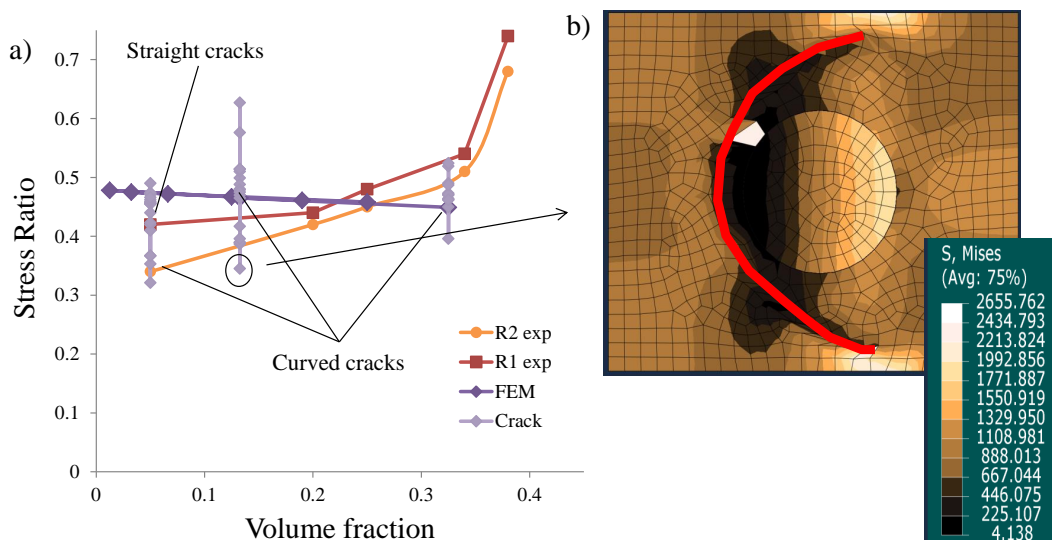 a)
Straight cracks
0.7
0.6
0.5
0.4
0.3
0.2
0.1
0
Stress Ratio
R2 exp
R1 exp
FEM
Crack
Curved cracks
0
0.1
0.2
0.3
0.4
Volume fraction
b)
S, Mises
(Avg: 75%)
2655.762
2434.793
2213.824
1992.856
1771.887
1550.919
1329.950
1108.981
888.013
667.044
446.075
225.107
4.138